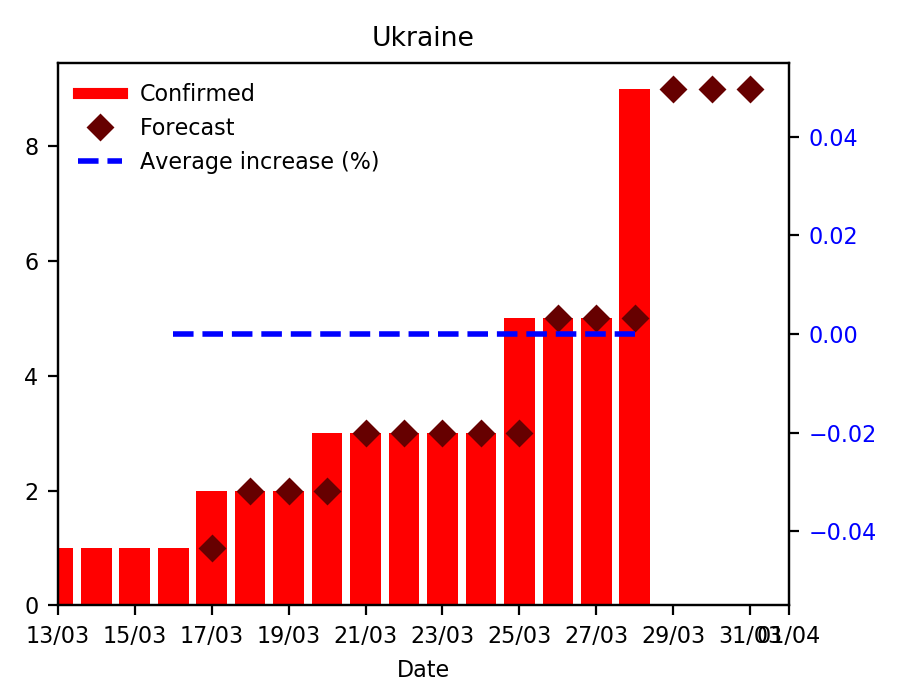 Ukraine
Confirmed
Forecast
Average increase (%)
8
6
4
2
0
0.04
0.02
0.00
−0.02
−0.04
13/03 15/03 17/03 19/03 21/03 23/03 25/03 27/03 29/03 31/03 01/04
Date